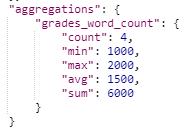 "aggregations": {
"grades_word_count": {
"count": 4,
"min": 1000,
"max": 2000,
"avg": 1500,
"sum": 6000
}
}